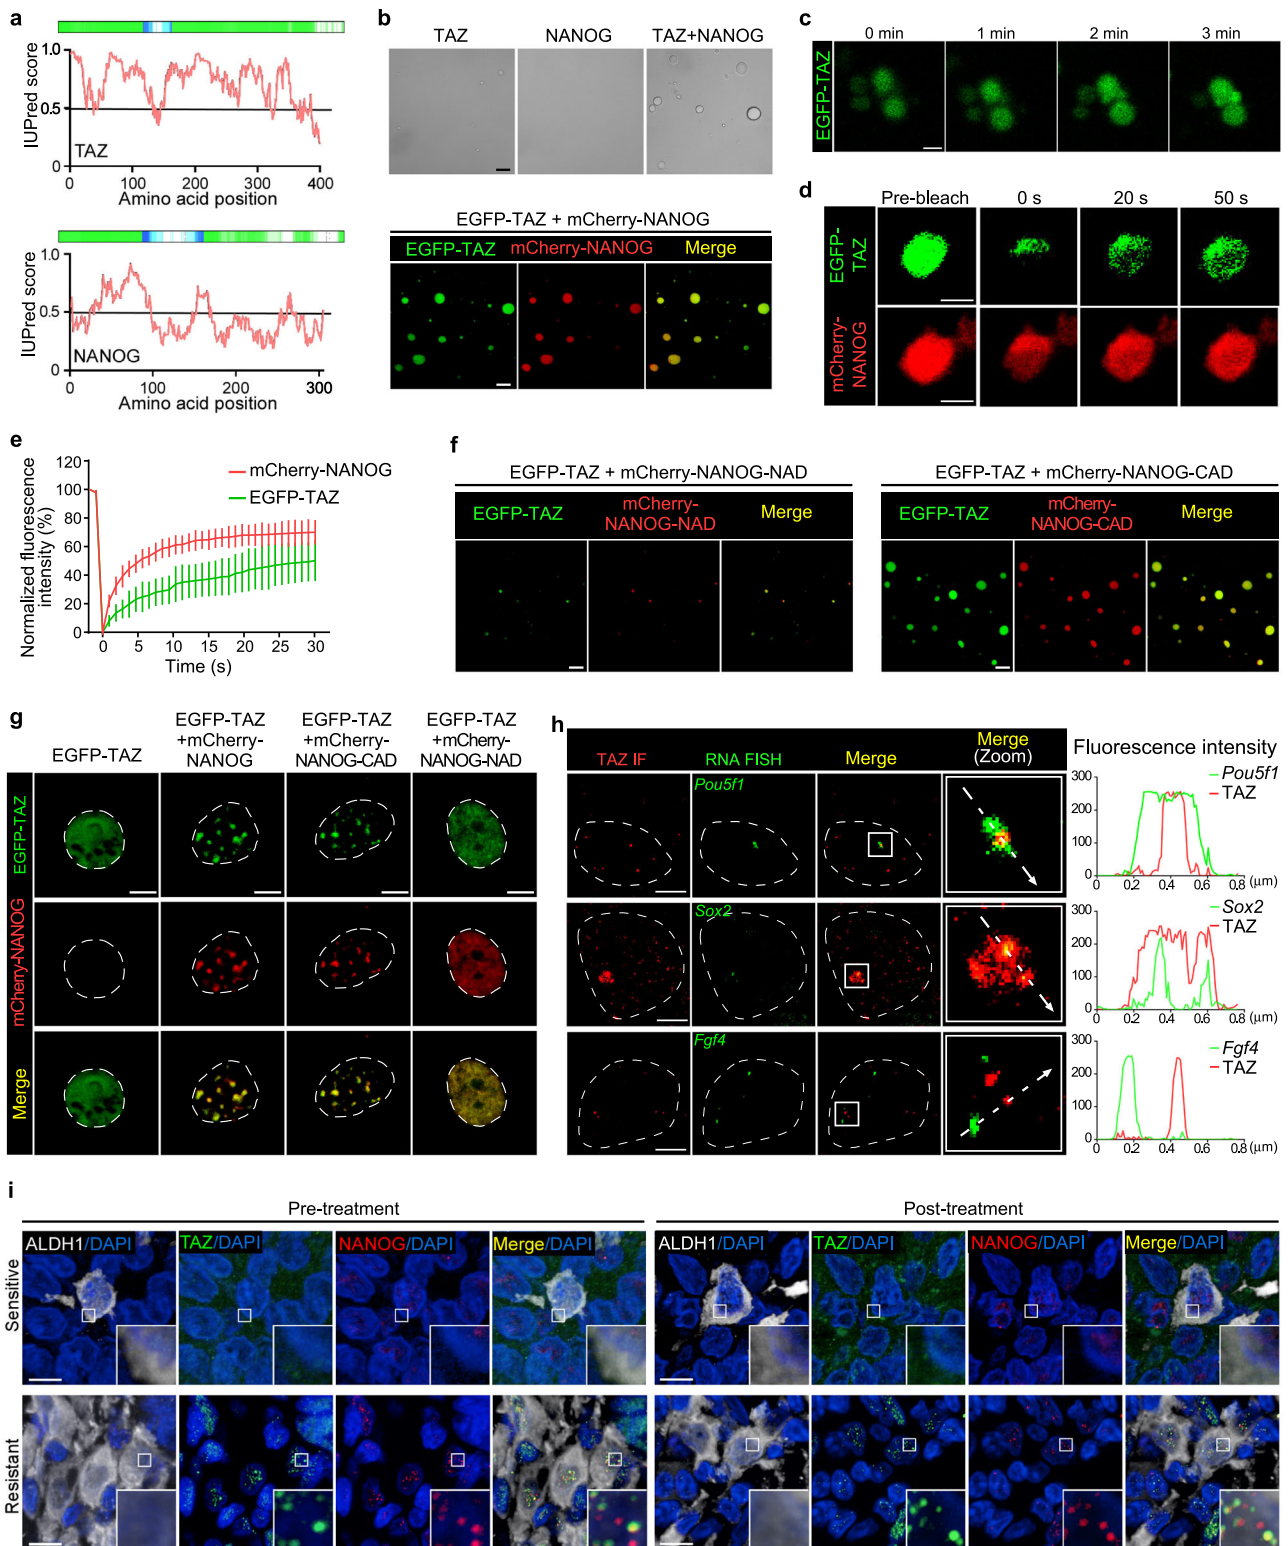 a
IUPred score
1.0
0.5
0
TAZ
0 100 200 300 400
Amino acid position
IUPred score
1.0
0.5
0
NANOG
0 100 200 300
Amino acid position
b
TAZ NANOG TAZ+NANOG
EGFP-TAZ + mCherry-NANOG
EGFP-TAZ mCherry-NANOG Merge
c
0 min 1 min 2 min 3 min
EGFP-TAZ
d
Pre-bleach 0 s 20 s 50 s
EGFP-
TAZ
mCherry-
NANOG
e
Normalized fluorescence
intensity (%)
120
100
80
60
40
20
0
mCherry-NANOG
EGFP-TAZ
0 5 10 15 20 25 30
Time (s)
f
EGFP-TAZ + mCherry-NANOG-NAD
EGFP-TAZ
mCherry-
NANOG-NAD
Merge
EGFP-TAZ + mCherry-NANOG-CAD
EGFP-TAZ
mCherry-
NANOG-CAD
Merge
g
EGFP-TAZ
EGFP-TAZ
+mCherry-
NANOG
EGFP-TAZ
+mCherry-
NANOG-CAD
EGFP-TAZ
+mCherry-
NANOG-NAD
EGFP-TAZ
mCherry-NANOG
Merge
h
TAZ IF RNA FISH Merge
Merge
(Zoom)
Fluorescence intensity
Pou5f1
300
200
100
0
Pou5f1
TAZ
0 0.2 0.4 0.6 0.8 (μm)
Sox2
300
200
100
0
Sox2
TAZ
0 0.2 0.4 0.6 0.8 (μm)
Fgf4
300
200
100
0
Fgf4
TAZ
0 0.2 0.4 0.6 0.8 (μm)
i
Pre-treatment
Post-treatment
Sensitive
ALDH1/DAPI TAZ/DAPI NANOG/DAPI Merge/DAPI
ALDH1/DAPI TAZ/DAPI NANOG/DAPI Merge/DAPI
Resistant